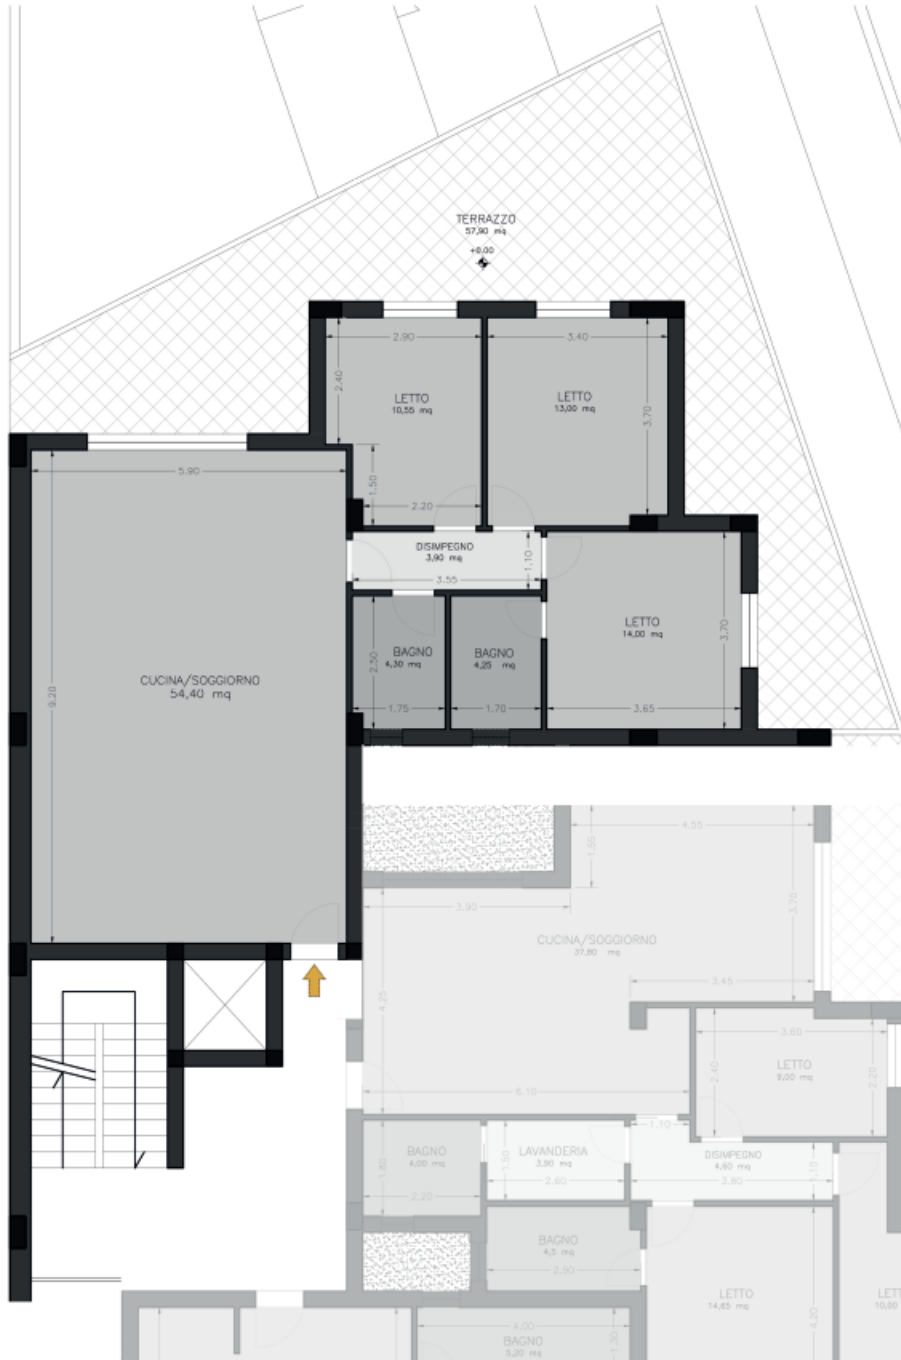 TERRAZZO
57,90 mq
+0.00
2.90
3.40
2.40
LETTO
10,55 mq
LETTO
13,00 mq
3.70
5.90
1.50
2.20
DISIMPEGNO
3,90 mq
1.10
3.55
LETTO
14,00 mq
3.70
BAGNO
4,30 mq
BAGNO
4,25 mq
2.50
CUCINA/SOGGIORNO
54,40 mq
9.20
1.75
1.70
3.65
4.55
1.55
3.70
3.90
CUCINA/SOGGIORNO
37,80 mq
3.45
4.25
3.60
LETTO
9,00 mq
2.40
2.20
6.10
1.10
BAGNO
4,00 mq
LAVANDERIA
3,90 mq
DISIMPEGNO
4,60 mq
1.80
1.50
1.10
2.20
2.60
3.80
BAGNO
4,5 mq
2.90
LETTO
14,65 mq
LETT
10,00
4.20
4.00
BAGNO
5,20 mq
1.30